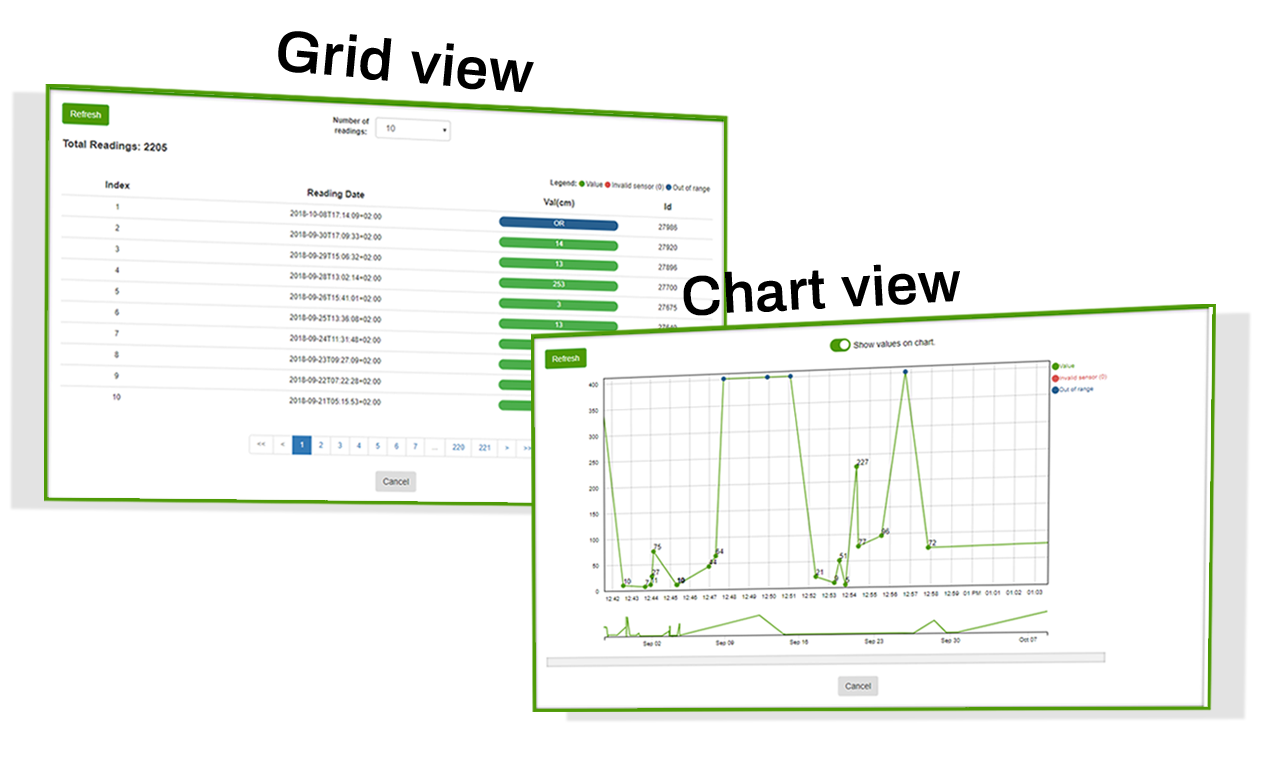 Grid view
Refresh
Number of
readings:
10
Total Readings: 2205
Legend: Value Invalid sensor (0) Out of range
Index Reading Date Val(cm) Id
1 2018-10-08T17:14:09+02:00 OR 27985
2 2018-09-30T17:09:33+02:00 14 27920
3 2018-09-29T15:06:32+02:00 13 27895
4 2018-09-28T13:02:14+02:00 253 27700
5 2018-09-26T15:41:01+02:00 3 27675
6 2018-09-25T13:36:08+02:00 13
7 2018-09-24T11:31:48+02:00
8 2018-09-23T09:27:09+02:00
9 2018-09-22T07:22:28+02:00
10 2018-09-21T05:15:53+02:00
<< < 1 2 3 4 5 6 7 ... 220 221 > >>
Cancel
Chart view
Refresh
Show values on chart.
Value
Invalid sensor (0)
Out of range
400
350
300
250
227
200
150
100
96
77
72
75
64
51
50
44
27
21
10
10
0
12:42 12:43 12:44 12:45 12:46 12:47 12:48 12:49 12:50 12:51 12:52 12:53 12:54 12:55 12:56 12:57 12:58 12:59 01 PM 01:01 01:02 01:03
Sep 02 Sep 09 Sep 16 Sep 23 Sep 30 Oct 07
Cancel